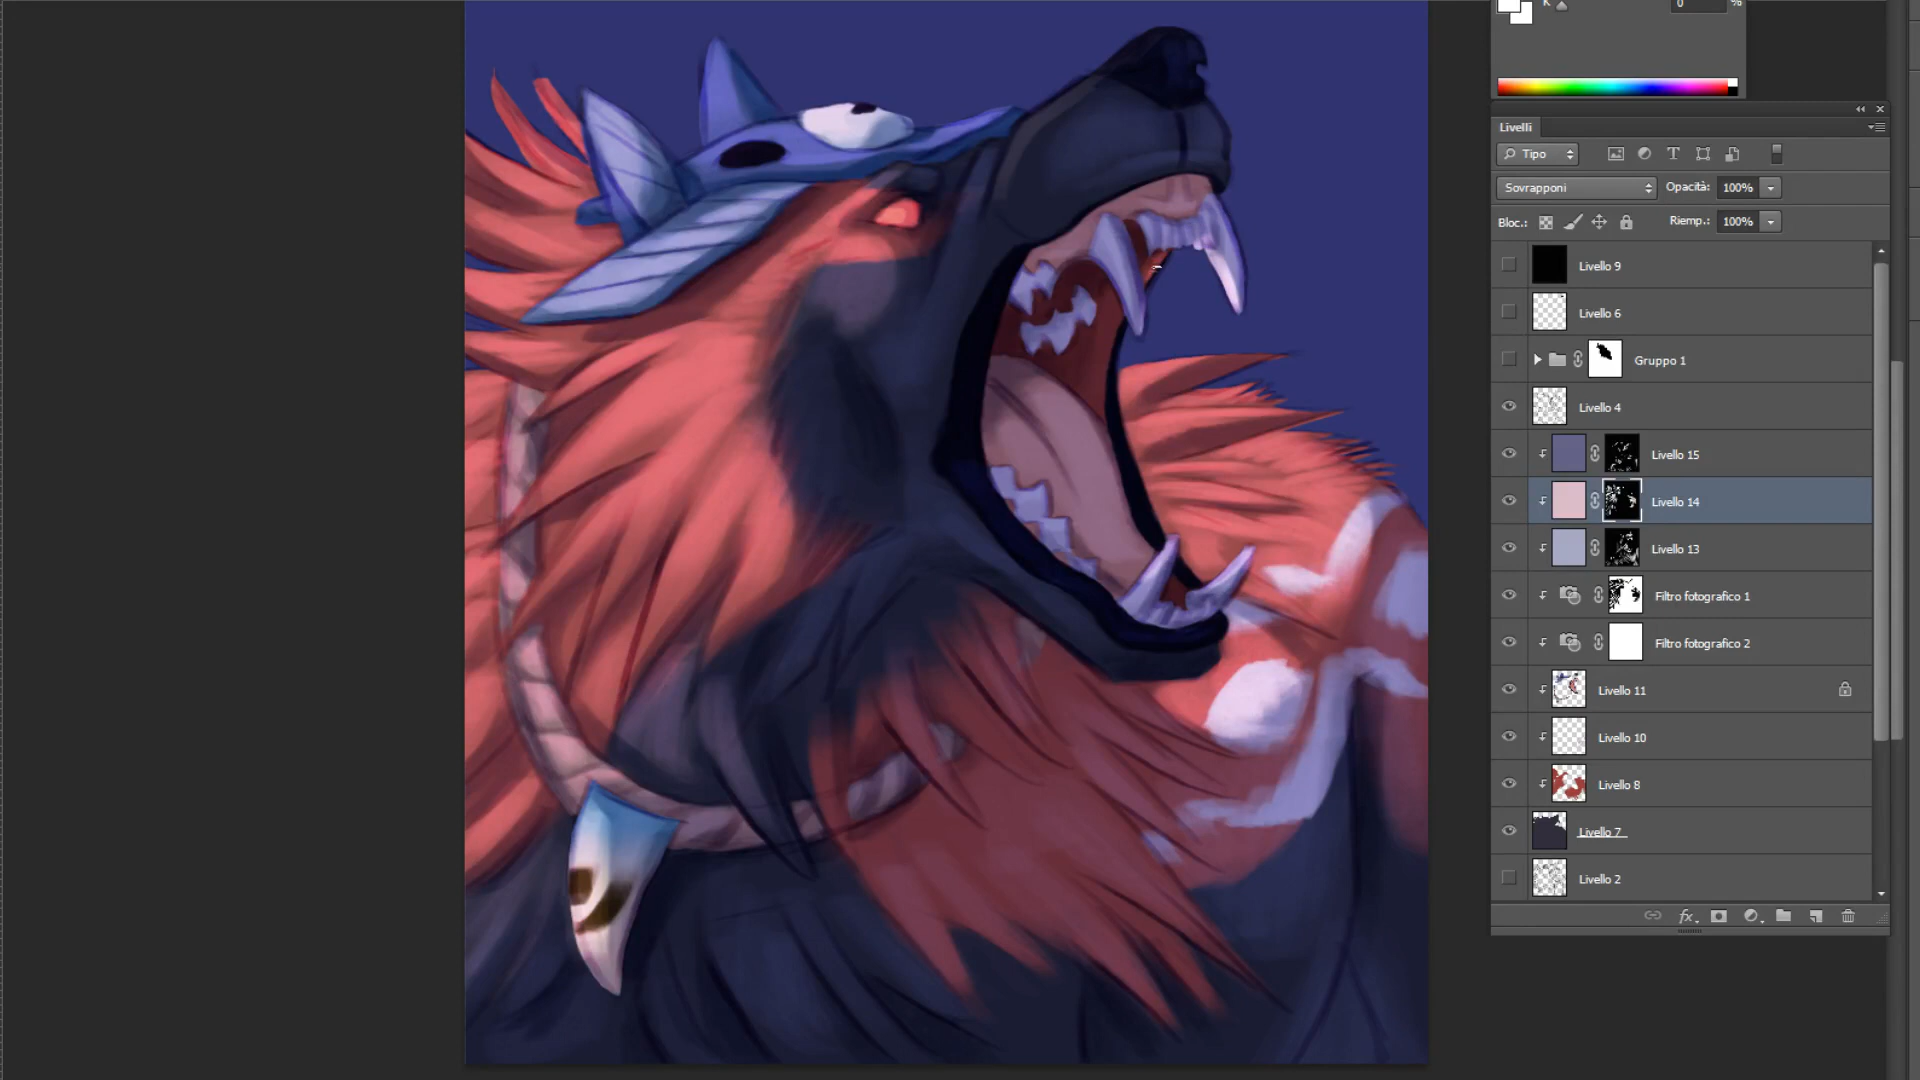 K 0 %
Livelli
Tipo
Sovrapponi Opacità: 100%
Bloc.: Riemp.: 100%
Livello 9
Livello 6
Gruppo 1
Livello 4
Livello 15
Livello 14
Livello 13
Filtro fotografico 1
Filtro fotografico 2
Livello 11
Livello 10
Livello 8
Livello 7
Livello 2
fx